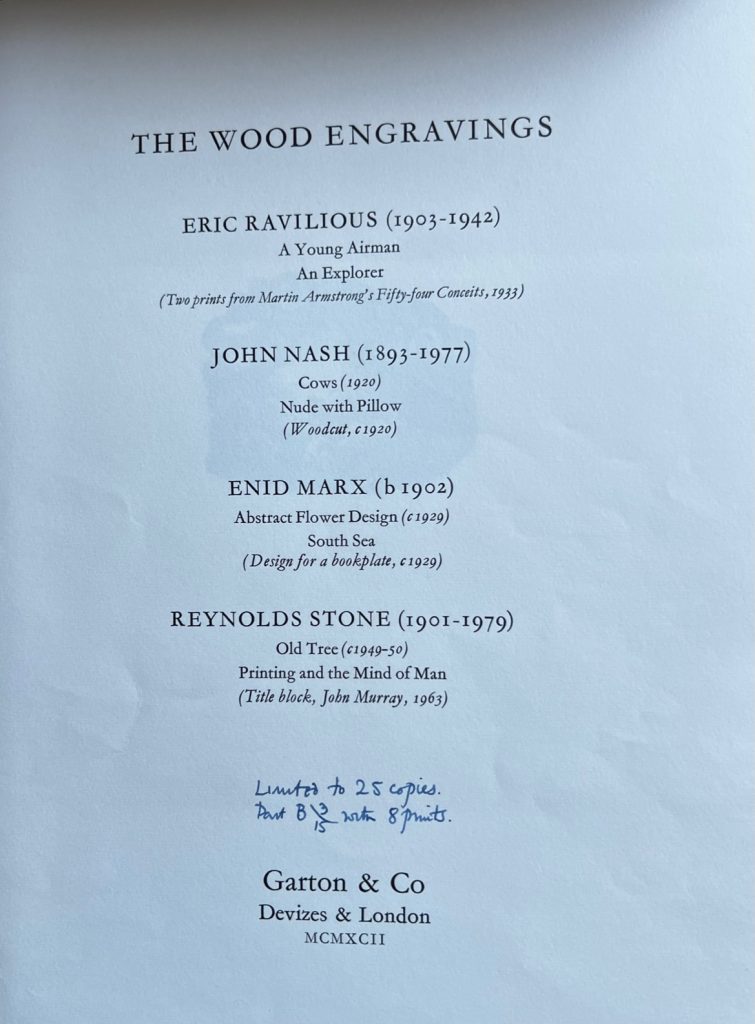 THE WOOD ENGRAVINGS
ERIC RAVILIOUS (1903-1942)
A Young Airman
An Explorer
(Two prints from Martin Armstrong's Fifty-four Conceits, 1933)
JOHN NASH (1893-1977)
Cows (1920)
Nude with Pillow
(Woodcut, c1920)
ENID MARX (b 1902)
Abstract Flower Design (c1929)
South Sea
(Design for a bookplate, c1929)
REYNOLDS STONE (1901-1979)
Old Tree (c1949-50)
Printing and the Mind of Man
(Title block, John Murray, 1963)
Limited to 25 copies.
Part B 3/15 with 8 prints.
Garton & Co
Devizes & London
MCMXCII